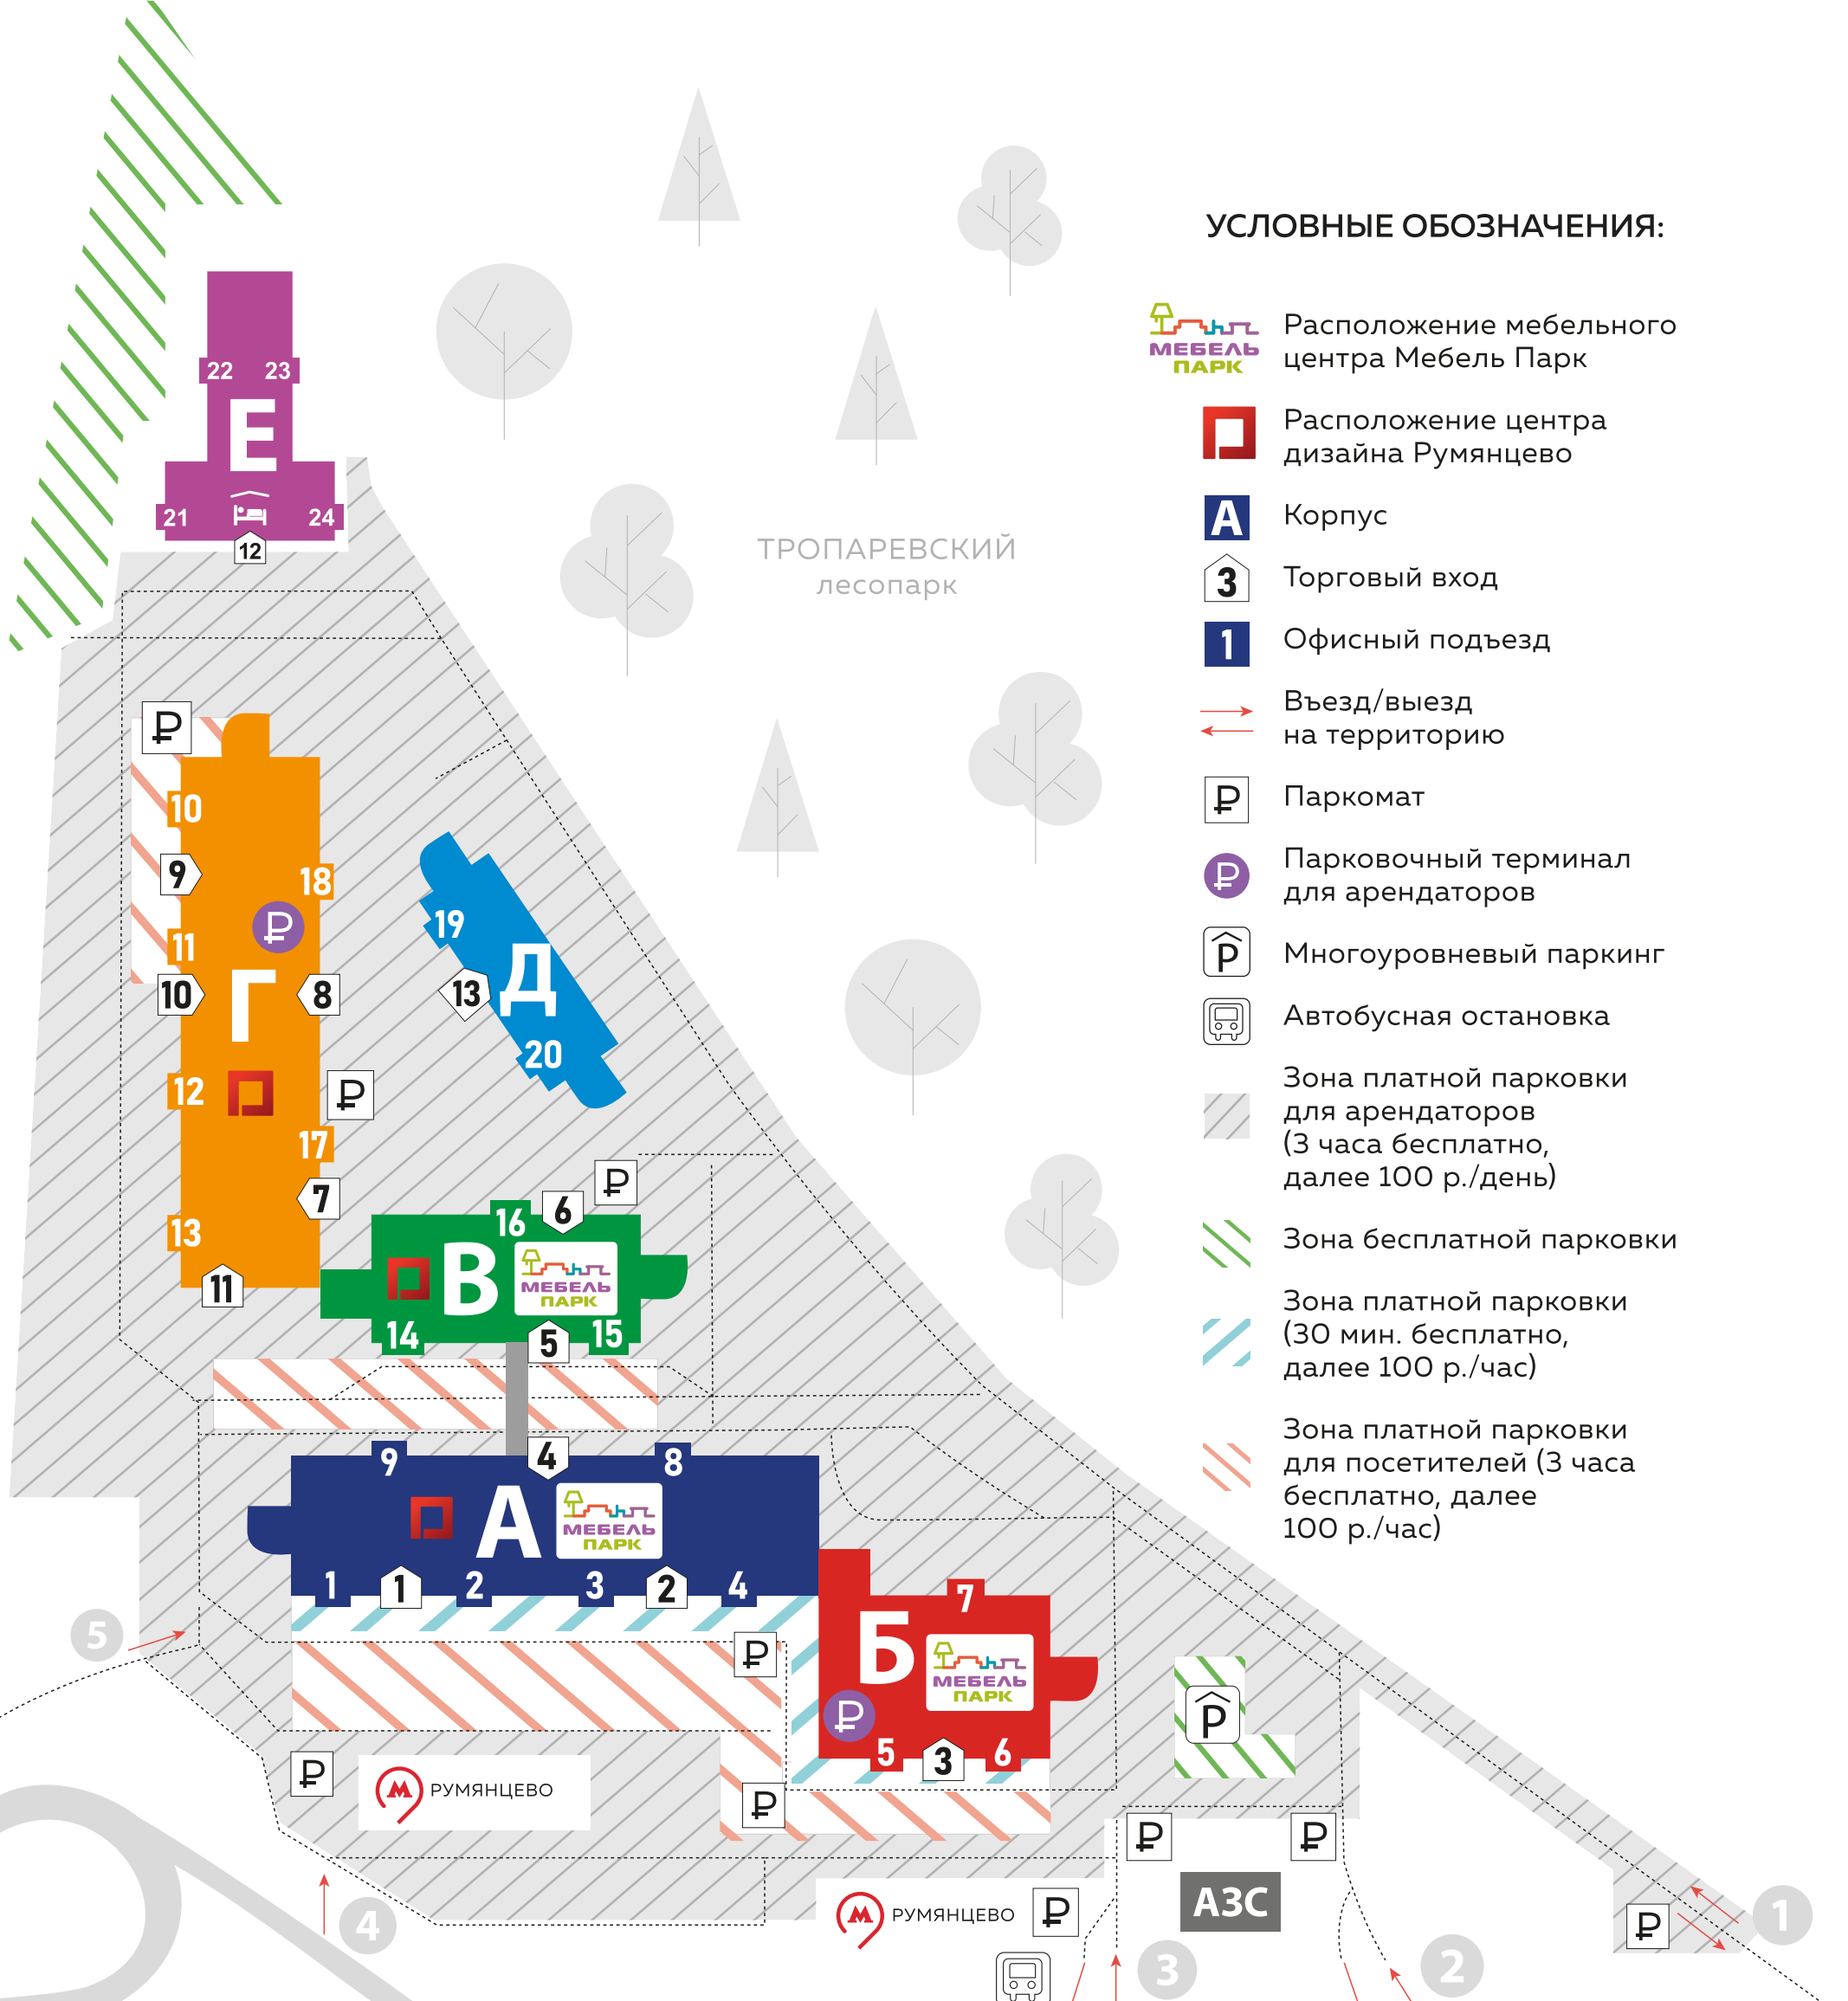 УСЛОВНЫЕ ОБОЗНАЧЕНИЯ:
МЕБЕЛЬ
ПАРК
Расположение мебельного
центра Мебель Парк
Расположение центра
дизайна Румянцево
А
Корпус
3
Торговый вход
1
Офисный подъезд
Въезд/выезд
на территорию
₽
Паркомат
₽
Парковочный терминал
для арендаторов
P
Многоуровневый паркинг
Автобусная остановка
Зона платной парковки
для арендаторов
(3 часа бесплатно,
далее 100 р./день)
Зона бесплатной парковки
Зона платной парковки
(30 мин. бесплатно,
далее 100 р./час)
Зона платной парковки
для посетителей (3 часа
бесплатно, далее
100 р./час)
ТРОПАРЕВСКИЙ
лесопарк
22 23
Е
21 24
12
₽
10
9
18
₽
11
10
Г
8
12
₽
17
7
13
11
19
13
Д
20
₽
16
6
В
МЕБЕЛЬ
ПАРК
14
5
15
9
4
8
А
МЕБЕЛЬ
ПАРК
1
1
2
3
2
4
7
Б
МЕБЕЛЬ
ПАРК
₽
₽
5
3
6
P
5
₽
М
РУМЯНЦЕВО
₽
₽
₽
4
М
РУМЯНЦЕВО
₽
АЗС
₽
1
3
2